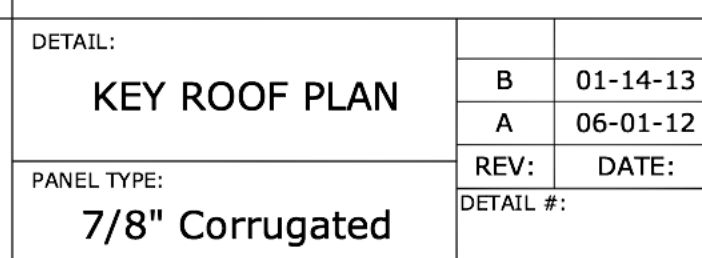 DETAIL:
KEY ROOF PLAN
B 01-14-13
A 06-01-12
REV: DATE:
PANEL TYPE:
7/8" Corrugated
DETAIL #: